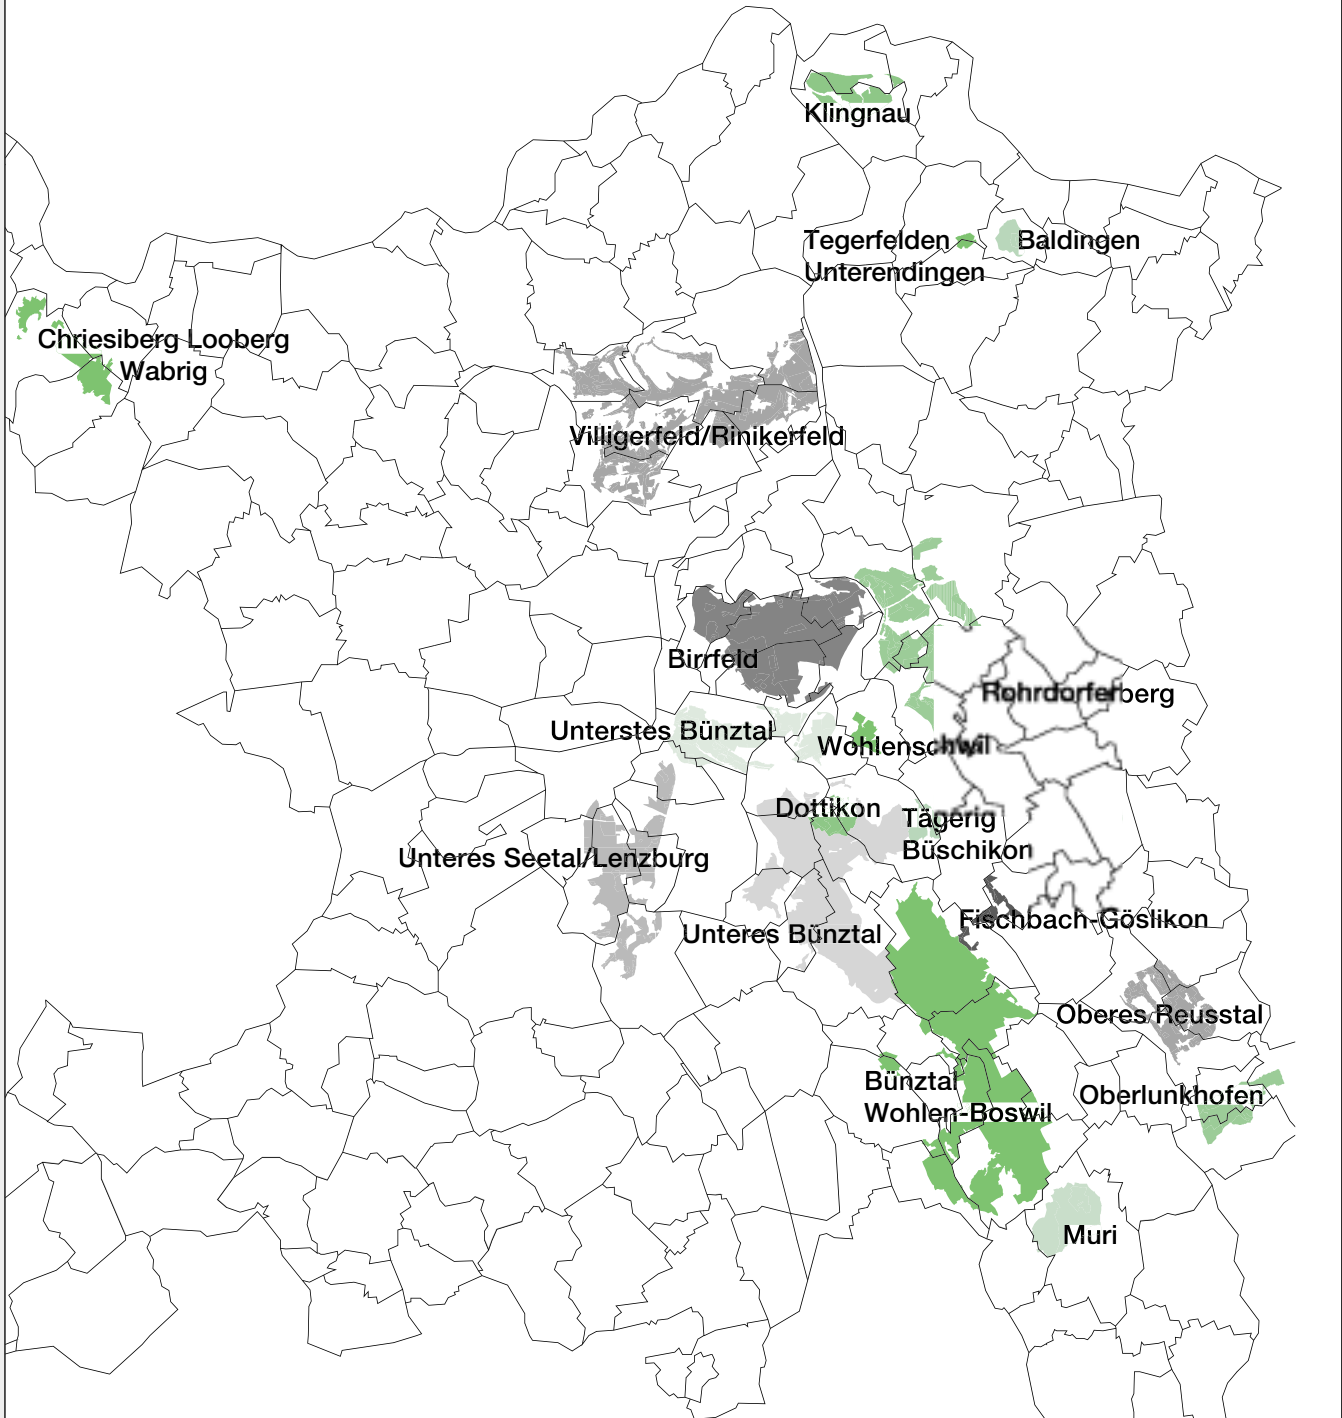 Klingnau
Tegerfelden
Unterendingen
Baldingen
Chriesiberg Looberg
Wabrig
Villigerfeld/Rinikerfeld
Birrfeld
Rohrdorferberg
Unterstes Bünztal
Wohlenschwil
Dottikon
Tägerig
Büschikon
Unteres Seetal/Lenzburg
Fischbach-Göslikon
Unteres Bünztal
Oberes Reusstal
Bünztal
Wohlen-Boswil
Oberlunkhofen
Muri